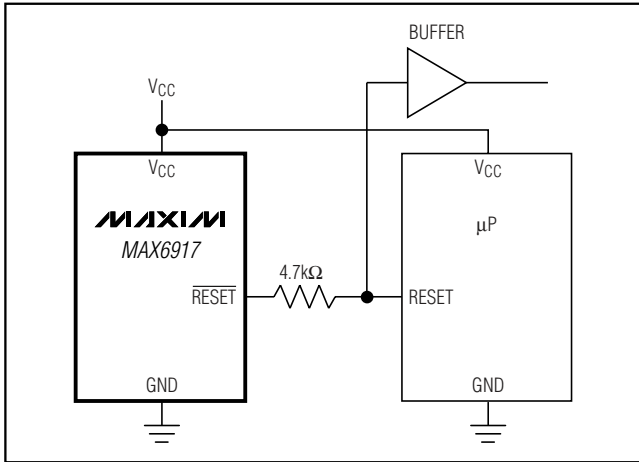 BUFFER
VCC
VCC
VCC
MAXIM
MAX6917
µP
4.7kΩ
RESET
RESET
GND
GND